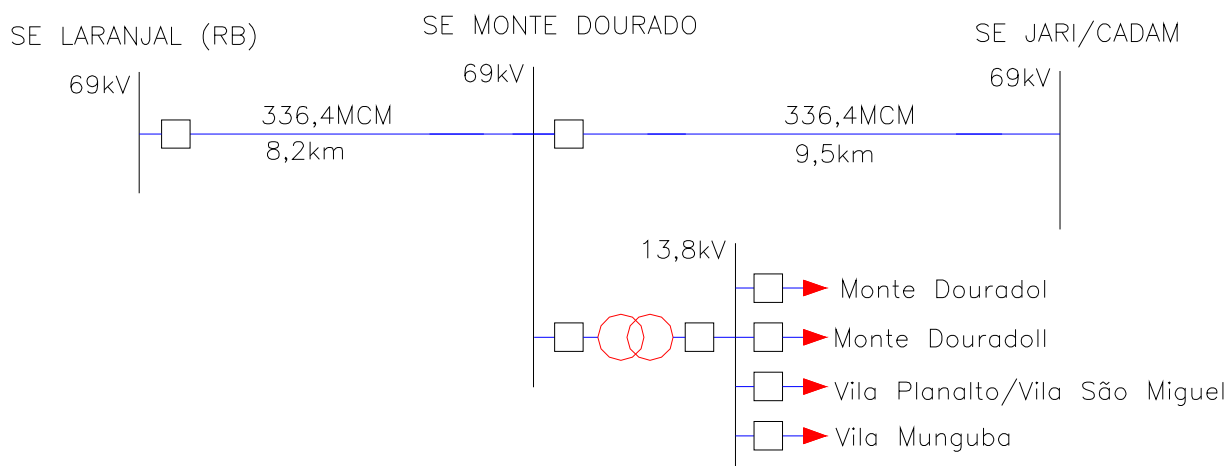 SE LARANJAL (RB)
SE MONTE DOURADO
SE JARI/CADAM
69kV
69kV
69kV
336,4MCM
8,2km
336,4MCM
9,5km
13,8kV
Monte DouradoI
Monte DouradoII
Vila Planalto/Vila São Miguel
Vila Munguba